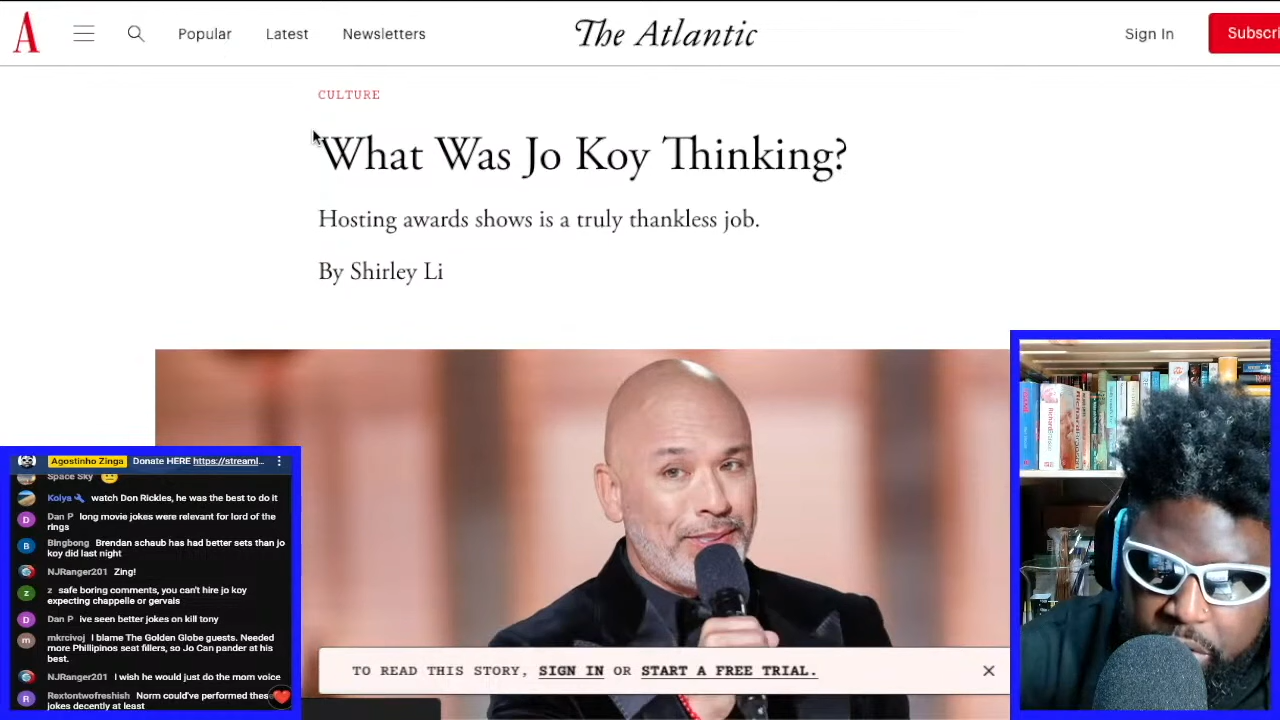 A
Popular
Latest
Newsletters
The Atlantic
Sign In
Subscri
CULTURE
What Was Jo Koy Thinking?
Hosting awards shows is a truly thankless job.
By Shirley Li
TO READ THIS STORY, SIGN IN OR START A FREE TRIAL.
Agostinho Zinga Donate HERE https://streaml...
Space Sky
Kolya watch Don Rickles, he was the best to do it
Dan P long movie jokes were relevant for lord of the
rings
Bingbong Brendan schaub has had better sets than jo
koy did last night
NJRanger201 Zing!
z safe boring comments, you can't hire jo koy
expecting chappelle or gervais
Dan P ive seen better jokes on kill tony
mkrcivoj I blame The Golden Globe guests. Needed
more Phillipinos seat fillers, so Jo Can pander at his
best.
NJRanger201 I wish he would just do the mom voice
Rextontwofreshish Norm could've performed thes
jokes decently at least